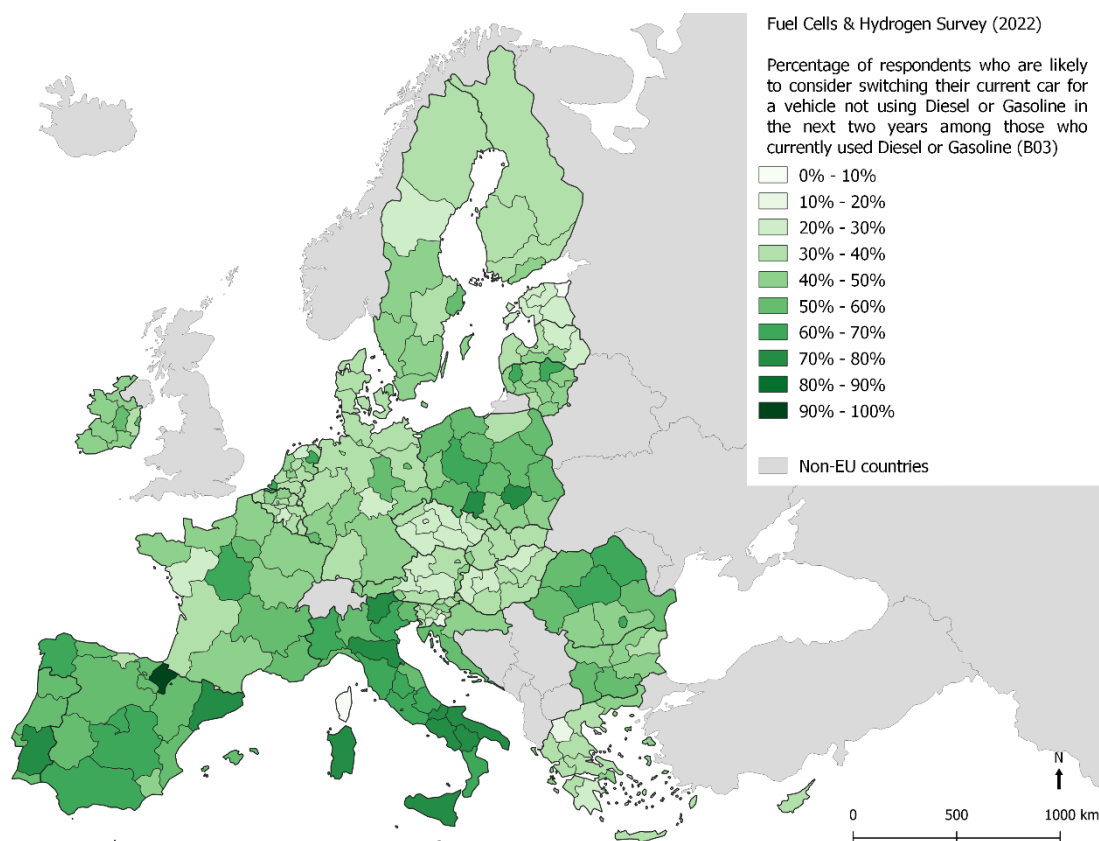 Fuel Cells & Hydrogen Survey (2022)
Percentage of respondents who are likely
to consider switching their current car for
a vehicle not using Diesel or Gasoline in
the next two years among those who
currently used Diesel or Gasoline (B03)
0% - 10%
10% - 20%
20% - 30%
30% - 40%
40% - 50%
50% - 60%
60% - 70%
70% - 80%
80% - 90%
90% - 100%
Non-EU countries
N
0 500 1000 km